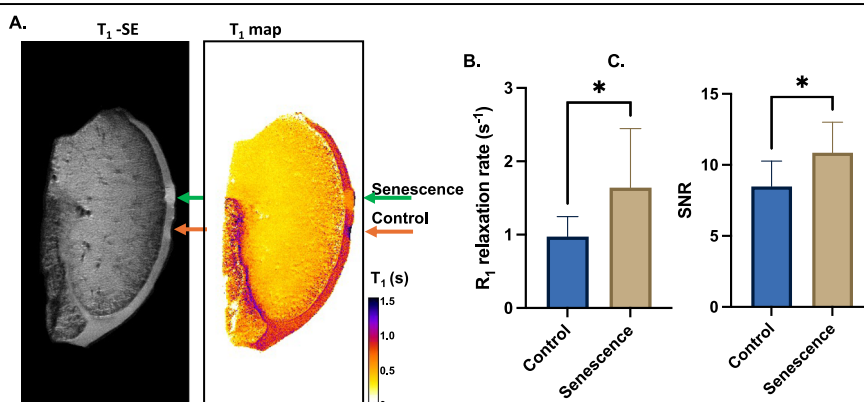 A.
T₁ -SE
T₁ map
Senescence
Control
T₁ (s)
1.5
1.0
0.5
B.
R₁ relaxation rate (s⁻¹)
3
2
1
0
*
Control
Senescence
C.
SNR
15
10
5
0
*
Control
Senescence